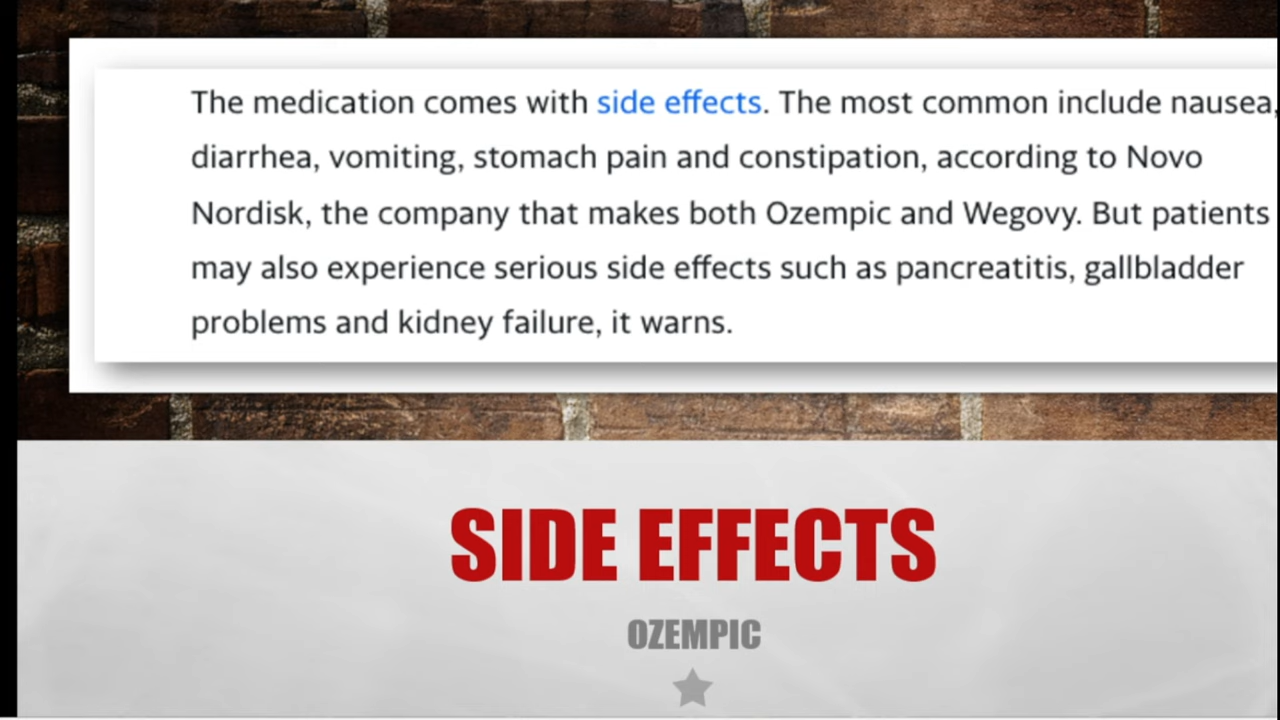 The medication comes with side effects. The most common include nausea,
diarrhea, vomiting, stomach pain and constipation, according to Novo
Nordisk, the company that makes both Ozempic and Wegovy. But patients
may also experience serious side effects such as pancreatitis, gallbladder
problems and kidney failure, it warns.
SIDE EFFECTS
OZEMPIC